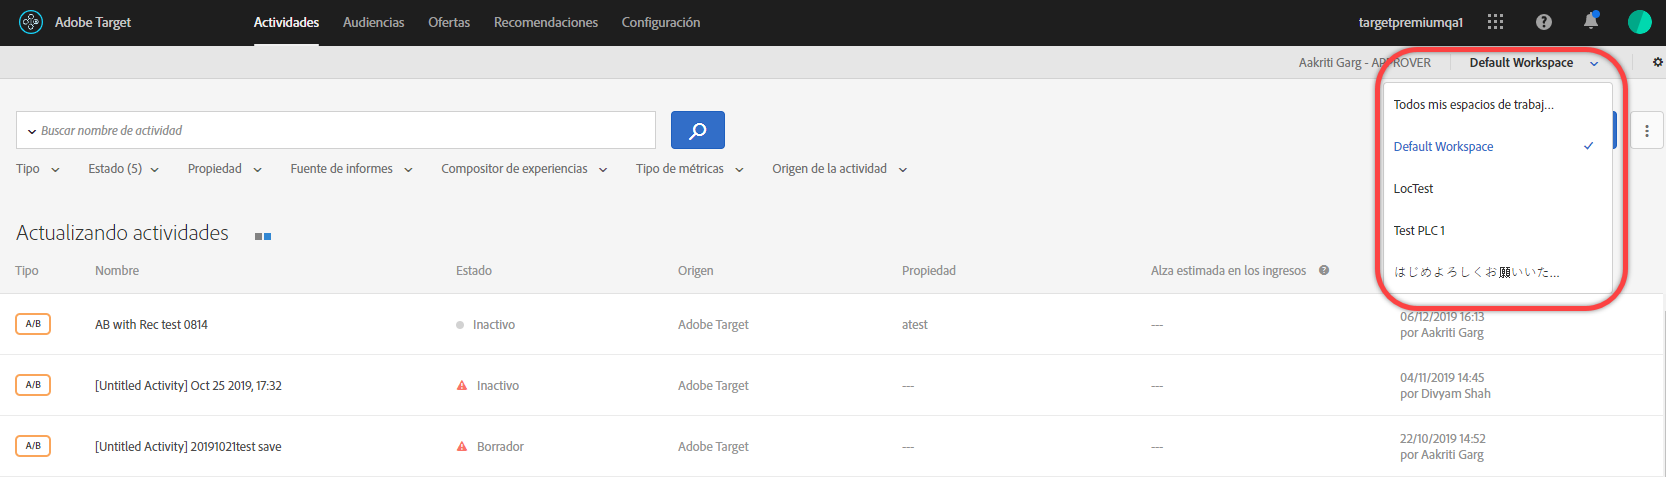 Adobe Target
Actividades
Audiencias
Ofertas
Recomendaciones
Configuración
targetpremiumqa1
Aakriti Garg - APPROVER
Default Workspace
Todos mis espacios de trabaj...
Default Workspace
LocTest
Test PLC 1
はじめよろしくお願いいた...
Buscar nombre de actividad
Tipo
Estado (5)
Propiedad
Fuente de informes
Compositor de experiencias
Tipo de métricas
Origen de la actividad
Actualizando actividades
Tipo
Nombre
Estado
Origen
Propiedad
Alza estimada en los ingresos
A/B
AB with Rec test 0814
Inactivo
Adobe Target
atest
---
06/12/2019 16:13
por Aakriti Garg
A/B
[Untitled Activity] Oct 25 2019, 17:32
Inactivo
Adobe Target
---
---
04/11/2019 14:45
por Divyam Shah
A/B
[Untitled Activity] 20191021test save
Borrador
Adobe Target
---
---
22/10/2019 14:52
por Aakriti Garg